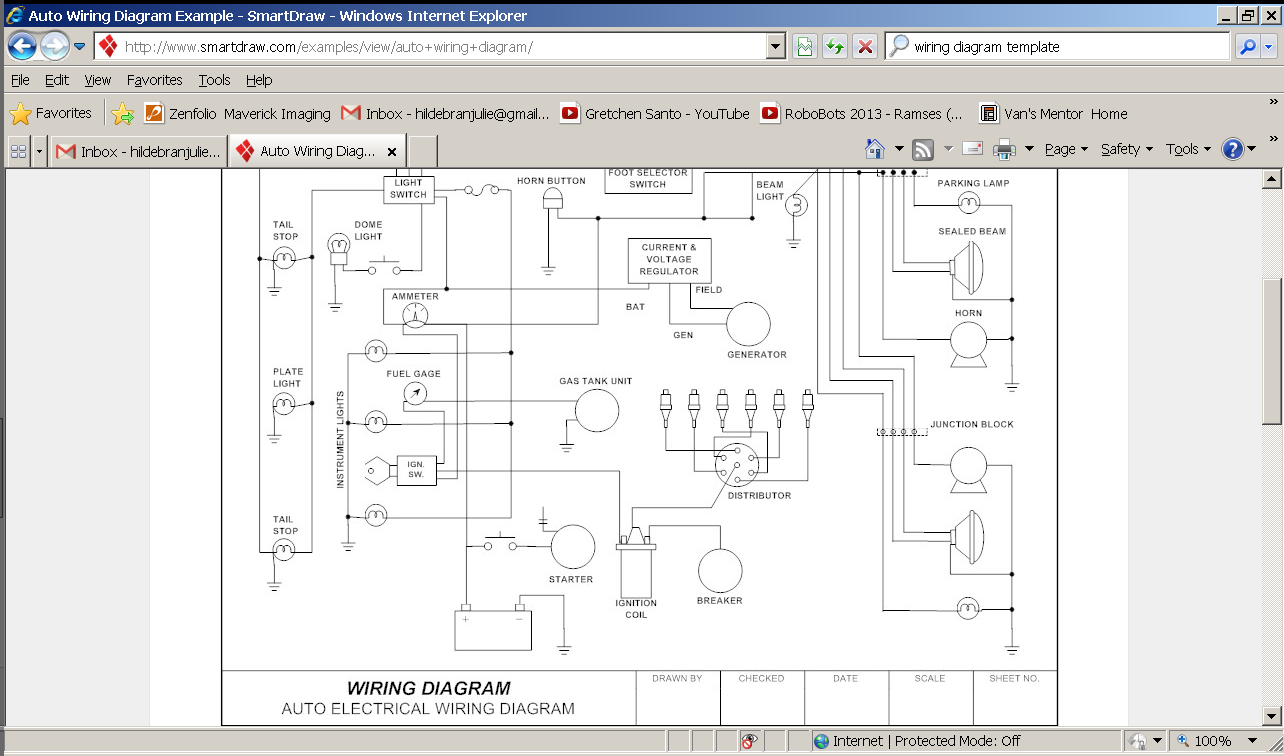 Auto Wiring Diagram Example - SmartDraw - Windows Internet Explorer
http://www.smartdraw.com/examples/view/auto+wiring+diagram/
wiring diagram template
File Edit View Favorites Tools Help
Favorites
Zenfolio Maverick Imaging
Inbox - hildebranjulie@gmail...
Gretchen Santo - YouTube
RoboBots 2013 - Ramses (...
Van's Mentor Home
»
Inbox - hildebranjulie...
Auto Wiring Diag...
Page Safety Tools
»
LIGHT
SWITCH
HORN BUTTON
FOOT SELECTOR
SWITCH
BEAM
LIGHT
PARKING LAMP
TAIL
STOP
DOME
LIGHT
SEALED BEAM
CURRENT &
VOLTAGE
REGULATOR
AMMETER
FIELD
BAT
GEN
HORN
GENERATOR
PLATE
LIGHT
FUEL GAGE
GAS TANK UNIT
INSTRUMENT LIGHTS
JUNCTION BLOCK
IGN.
SW.
DISTRIBUTOR
TAIL
STOP
STARTER
IGNITION
COIL
BREAKER
+ −
WIRING DIAGRAM
AUTO ELECTRICAL WIRING DIAGRAM
DRAWN BY
CHECKED
DATE
SCALE
SHEET NO.
Internet | Protected Mode: Off
100%